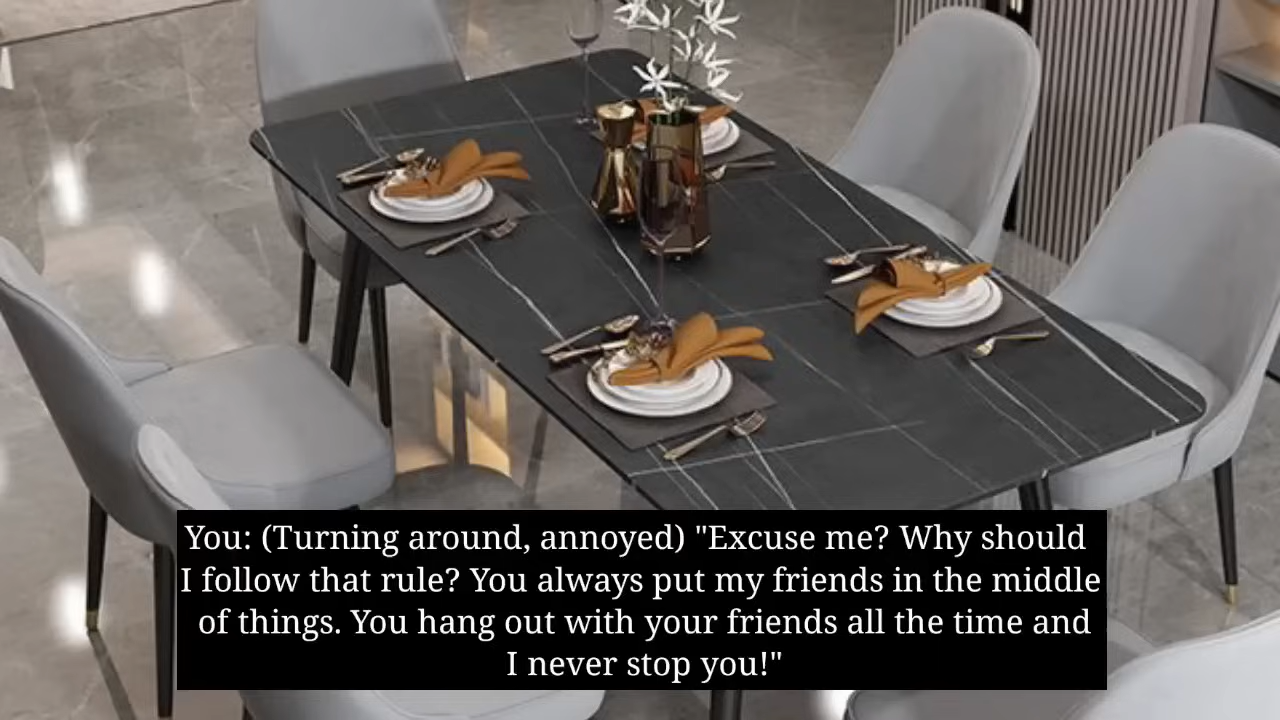 You: (Turning around, annoyed) "Excuse me? Why should
I follow that rule? You always put my friends in the middle
of things. You hang out with your friends all the time and
I never stop you!"